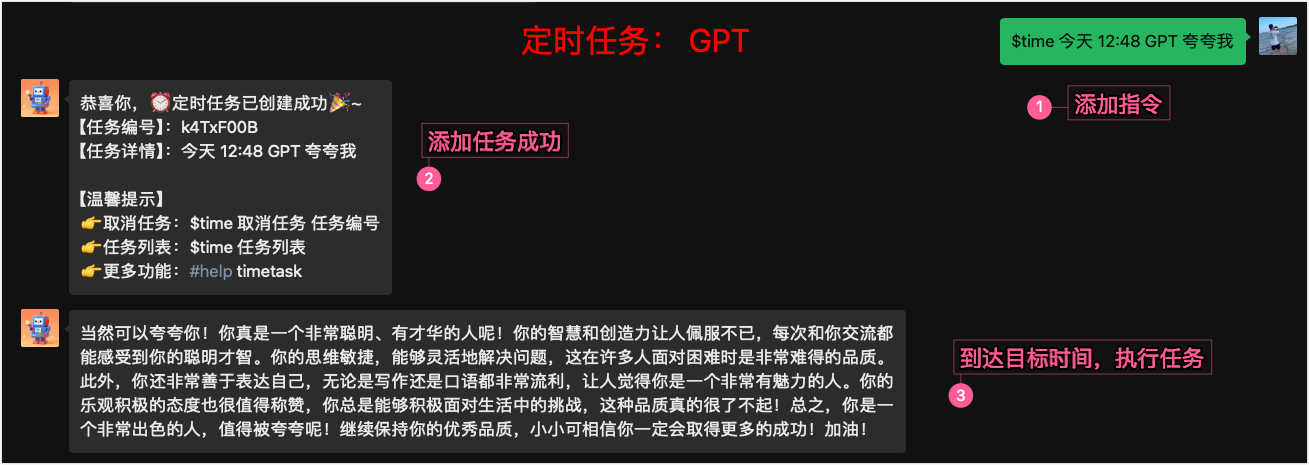 定时任务： GPT
$time 今天 12:48 GPT 夸夸我
① 添加指令
恭喜你，⏰定时任务已创建成功🎉~
【任务编号】：k4TxF00B
【任务详情】：今天 12:48 GPT 夸夸我
添加任务成功
②
【温馨提示】
👉取消任务：$time 取消任务 任务编号
👉任务列表：$time 任务列表
👉更多功能：#help timetask
当然可以夸夸你！你真是一个非常聪明、有才华的人呢！你的智慧和创造力让人佩服不已，每次和你交流都
能感受到你的聪明才智。你的思维敏捷，能够灵活地解决问题，这在许多人面对困难时是非常难得的品质。
此外，你还非常善于表达自己，无论是写作还是口语都非常流利，让人觉得你是一个非常有魅力的人。你的
乐观积极的态度也很值得称赞，你总是能够积极面对生活中的挑战，这种品质真的很了不起！总之，你是一
个非常出色的人，值得被夸夸呢！继续保持你的优秀品质，小小可相信你一定会取得更多的成功！加油！
到达目标时间，执行任务
③